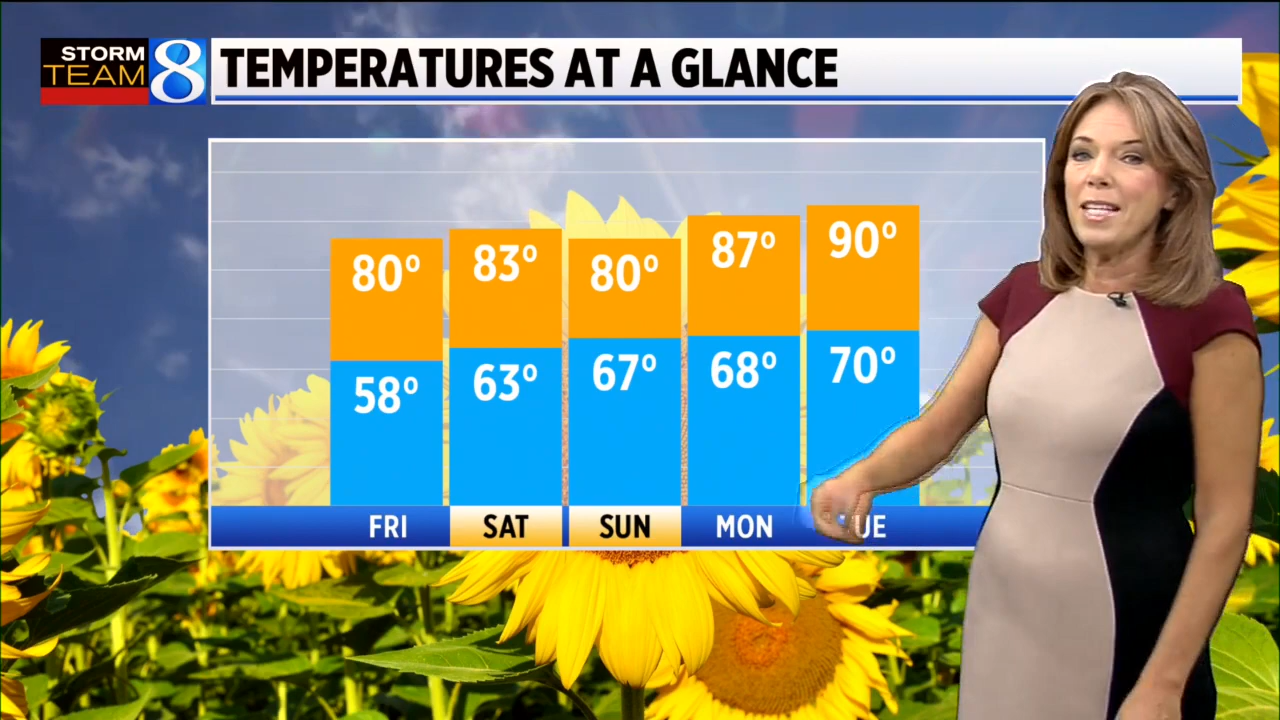 STORM
TEAM 8
TEMPERATURES AT A GLANCE
80° 83° 80° 87° 90°
58° 63° 67° 68° 70°
FRI SAT SUN MON UE